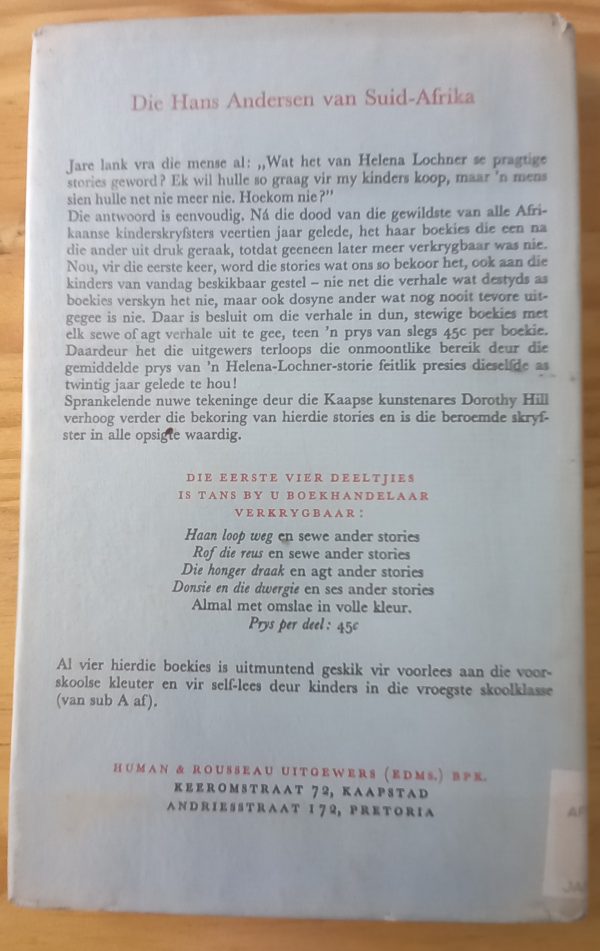 Die Hans Andersen van Suid-Afrika
Jare lank vra die mense al: „Wat het van Helena Lochner se pragtige
stories geword? Ek wil hulle so graag vir my kinders koop, maar 'n mens
sien hulle net nie meer nie. Hoekom nie?”
Die antwoord is eenvoudig. Ná die dood van die gewildste van alle Afri-
kaanse kinderskryfsters veertien jaar gelede, het haar boekies die een na
die ander uit druk geraak, totdat geeneen later meer verkrygbaar was nie.
Nou, vir die eerste keer, word die stories wat ons so bekoor het, ook aan die
kinders van vandag beskikbaar gestel – nie net die verhale wat destyds as
boekies verskyn het nie, maar ook dosyne ander wat nog nooit tevore uit-
gegee is nie. Daar is besluit om die verhale in dun, stewige boekies met
elk sewe of agt verhale uit te gee, teen 'n prys van slegs 45c per boekie.
Daardeur het die uitgewers terloops die onmoontlike bereik deur die
gemiddelde prys van 'n Helena-Lochner-storie feitlik presies dieselfde as
twintig jaar gelede te hou!
Sprankelende nuwe tekeninge deur die Kaapse kunstenares Dorothy Hill
verhoog verder die bekoring van hierdie stories en is die beroemde skryf-
ster in alle opsigte waardig.
DIE EERSTE VIER DEELTJIES
IS TANS BY U BOEKHANDELAAR
VERKRYGBAAR:
Haan loop weg en sewe ander stories
Rof die reus en sewe ander stories
Die honger draak en agt ander stories
Donsie en die dwergie en ses ander stories
Almal met omslae in volle kleur.
Prys per deel: 45c
Al vier hierdie boekies is uitmuntend geskik vir voorlees aan die voor-
skoolse kleuter en vir self-lees deur kinders in die vroegste skoolklasse
(van sub A af).
HUMAN & ROUSSEAU UITGEWERS (EDMS.) BPK.
KEEROMSTRAAT 72, KAAPSTAD
ANDRIESSTRAAT 172, PRETORIA